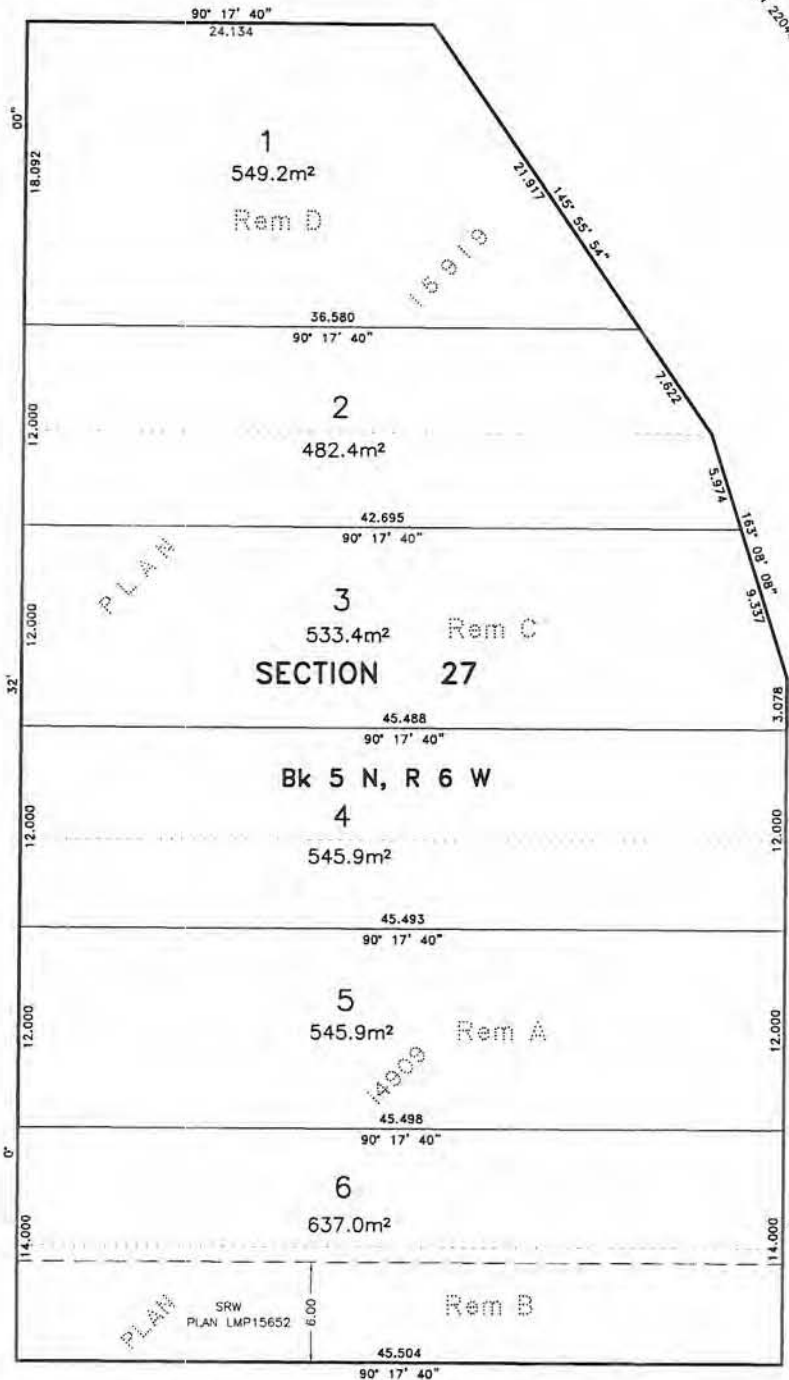 90° 17' 40"
24.134
00"
18.092
1
549.2m²
Rem D
21.917
145° 55' 54"
15919
36.580
90° 17' 40"
7.622
2
482.4m²
12.000
5.974
42.695
90° 17' 40"
163° 08' 08"
PLAN
3
533.4m²
Rem C
12.000
9.337
SECTION 27
32'
3.078
45.488
90° 17' 40"
Bk 5 N, R 6 W
4
545.9m²
12.000
12.000
45.493
90° 17' 40"
5
545.9m²
Rem A
12.000
12.000
14909
45.498
90° 17' 40"
0°
6
637.0m²
14.000
14.000
PLAN
SRW
PLAN LMP15652
6.00
Rem B
45.504
90° 17' 40"